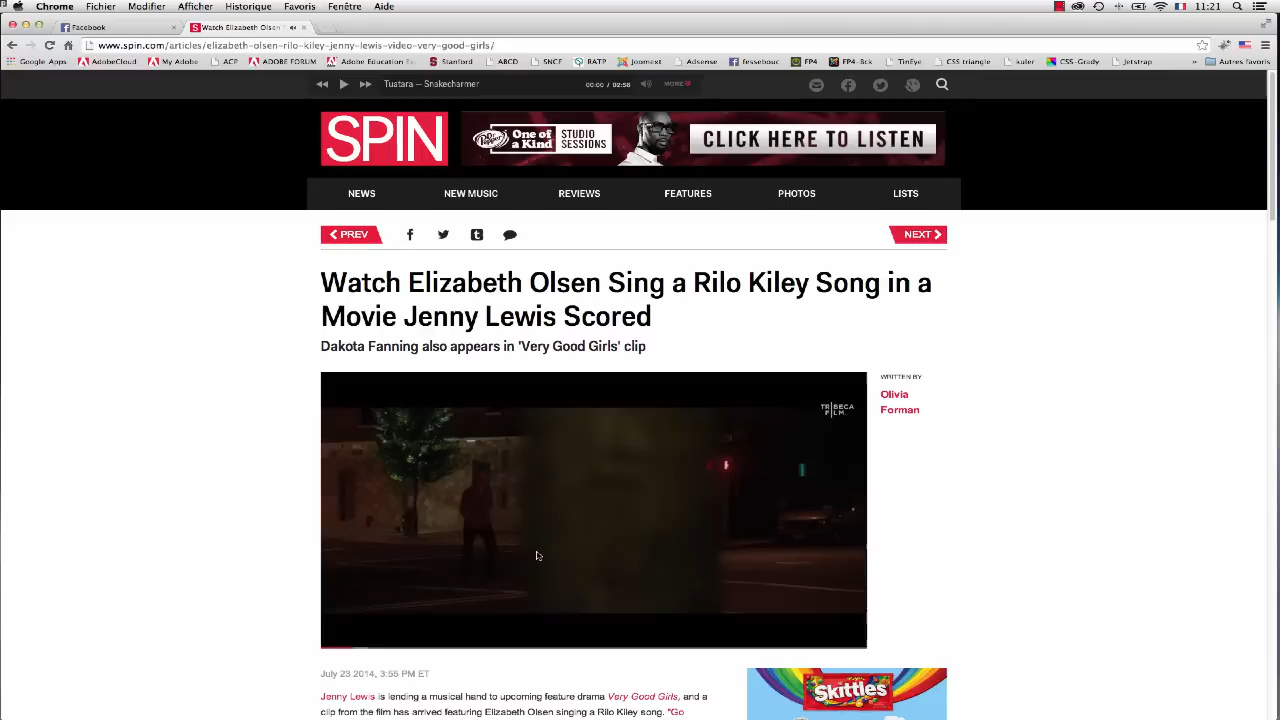 Chrome Fichier Modifier Afficher Historique Favoris Fenêtre Aide 11:21
Facebook Watch Elizabeth Olsen
www.spin.com/articles/elizabeth-olsen-rilo-kiley-jenny-lewis-video-very-good-girls/
Google Apps AdobeCloud My Adobe ACP ADOBE FORUM Adobe Education Ex Stanford ABCD SNCF RATP Joomext Adsense fessebouc FP4 FP4-Bck TinEye CSS triangle kuler CSS-Grady Jetstrap » Autres favoris
Tuatara — Snakecharmer 00:00 / 02:56 MORE
SPIN
Dr Pepper One of a Kind STUDIO SESSIONS CLICK HERE TO LISTEN
NEWS NEW MUSIC REVIEWS FEATURES PHOTOS LISTS
PREV NEXT
Watch Elizabeth Olsen Sing a Rilo Kiley Song in a
Movie Jenny Lewis Scored
Dakota Fanning also appears in 'Very Good Girls' clip
WRITTEN BY
Olivia
Forman
TRIBECA
FILM.
July 23 2014, 3:55 PM ET
Skittles
Jenny Lewis is lending a musical hand to upcoming feature drama Very Good Girls, and a
clip from the film has arrived featuring Elizabeth Olsen singing a Rilo Kiley song. "Go